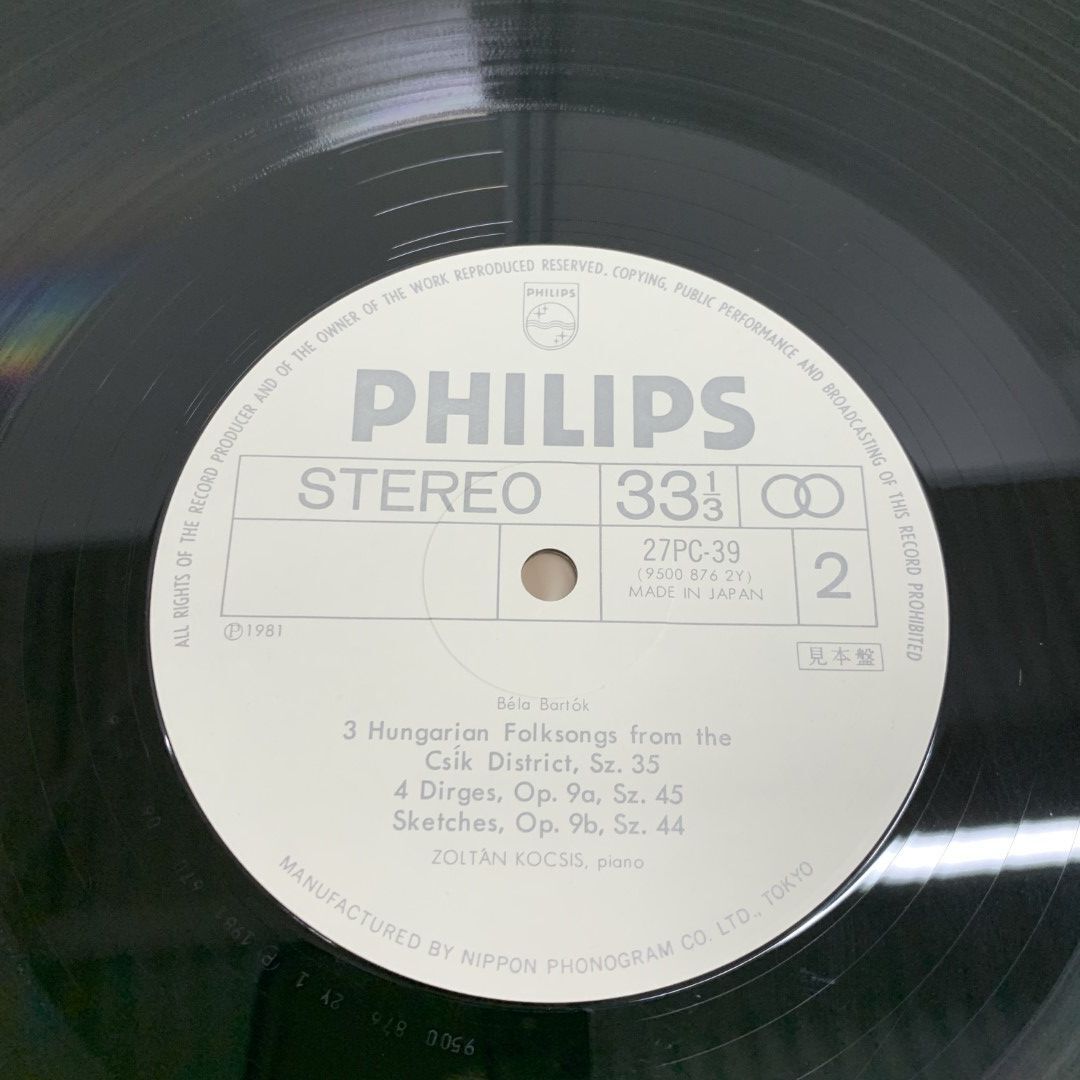 ALL RIGHTS OF THE RECORD PRODUCER AND OF THE OWNER OF THE WORK REPRODUCED RESERVED. COPYING, PUBLIC PERFORMANCE AND BROADCASTING OF THIS RECORD PROHIBITED
PHILIPS
PHILIPS
STEREO
33 1/3
27PC-39
(9500 876 2Y)
MADE IN JAPAN
2
Ⓟ1981
見本盤
Béla Bartók
3 Hungarian Folksongs from the
Csík District, Sz. 35
4 Dirges, Op. 9a, Sz. 45
Sketches, Op. 9b, Sz. 44
ZOLTÁN KOCSIS, piano
MANUFACTURED BY NIPPON PHONOGRAM CO. LTD., TOKYO
9500 876 2Y 1 Ⓟ 1981